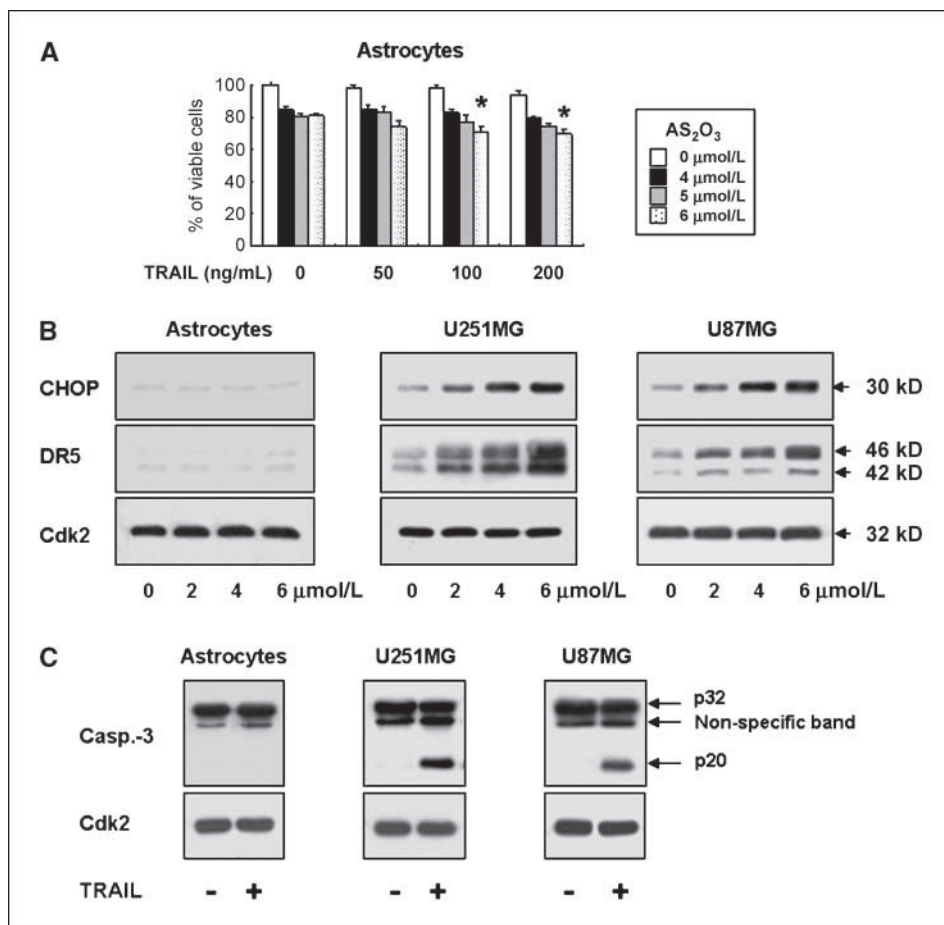 A
Astrocytes
% of viable cells
100
80
60
40
20
0
* *
TRAIL (ng/mL) 0 50 100 200
AS₂O₃
0 μmol/L
4 μmol/L
5 μmol/L
6 μmol/L
B
Astrocytes U251MG U87MG
CHOP 30 kD
DR5 46 kD
42 kD
Cdk2 32 kD
0 2 4 6 μmol/L 0 2 4 6 μmol/L 0 2 4 6 μmol/L
C
Astrocytes U251MG U87MG
Casp.-3 p32
Non-specific band
p20
Cdk2
TRAIL - + - + - +